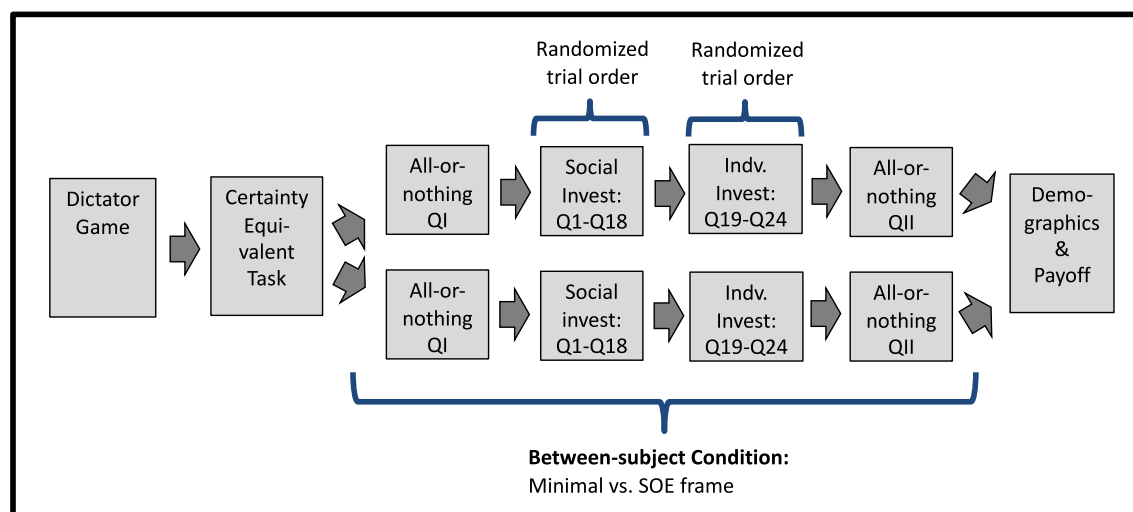 Randomized
trial order
Randomized
trial order
Dictator
Game
Certainty
Equi-
valent
Task
All-or-
nothing
QI
Social
Invest:
Q1-Q18
Indv.
Invest:
Q19-Q24
All-or-
nothing
QII
All-or-
nothing
QI
Social
invest:
Q1-Q18
Indv.
Invest:
Q19-Q24
All-or-
nothing
QII
Demo-
graphics
&
Payoff
Between-subject Condition:
Minimal vs. SOE frame